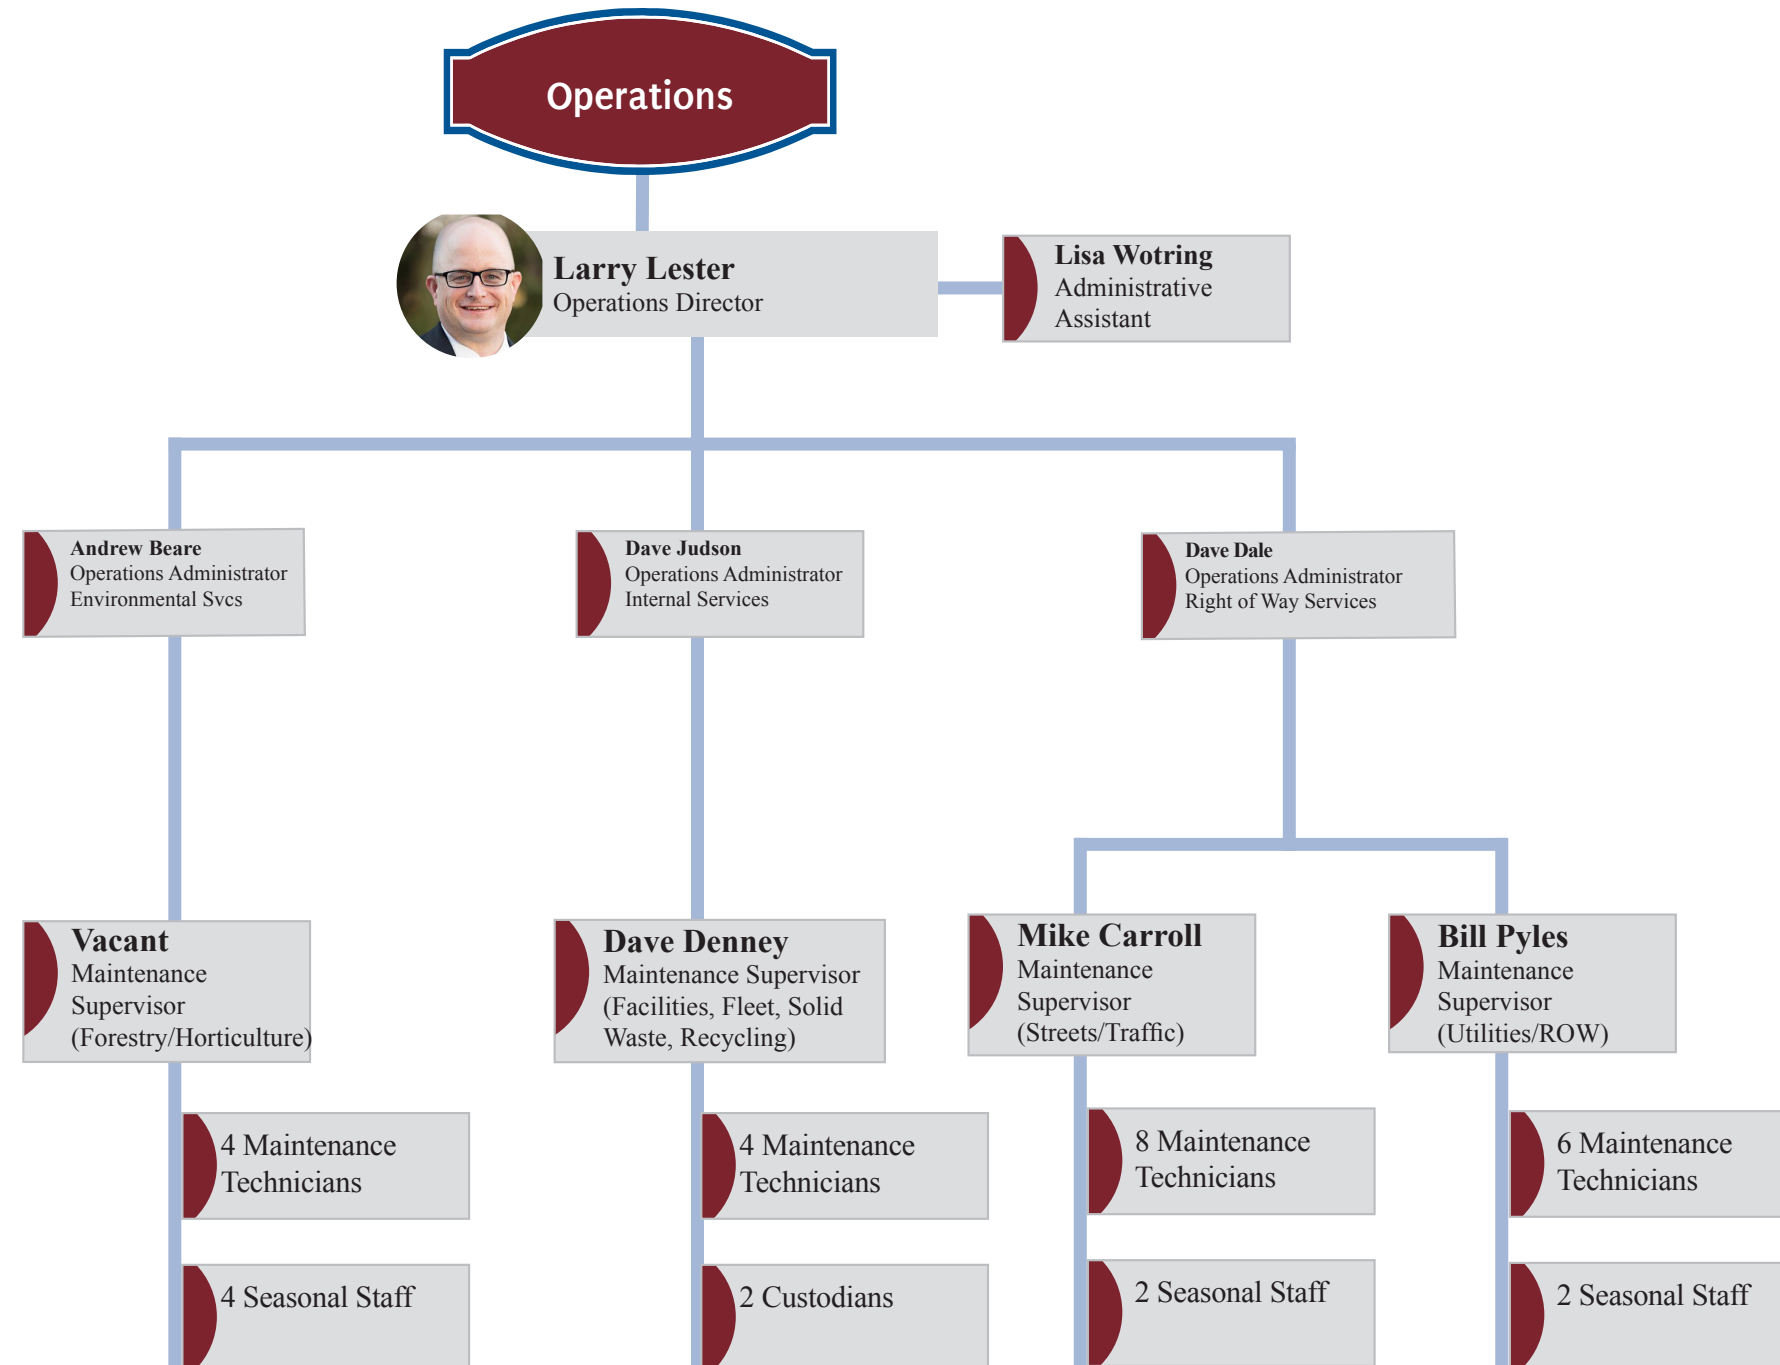 Operations
Larry Lester
Operations Director
Lisa Wotring
Administrative
Assistant
Andrew Beare
Operations Administrator
Environmental Svcs
Dave Judson
Operations Administrator
Internal Services
Dave Dale
Operations Administrator
Right of Way Services
Vacant
Maintenance
Supervisor
(Forestry/Horticulture)
Dave Denney
Maintenance Supervisor
(Facilities, Fleet, Solid
Waste, Recycling)
Mike Carroll
Maintenance
Supervisor
(Streets/Traffic)
Bill Pyles
Maintenance
Supervisor
(Utilities/ROW)
4 Maintenance
Technicians
4 Maintenance
Technicians
8 Maintenance
Technicians
6 Maintenance
Technicians
4 Seasonal Staff
2 Custodians
2 Seasonal Staff
2 Seasonal Staff